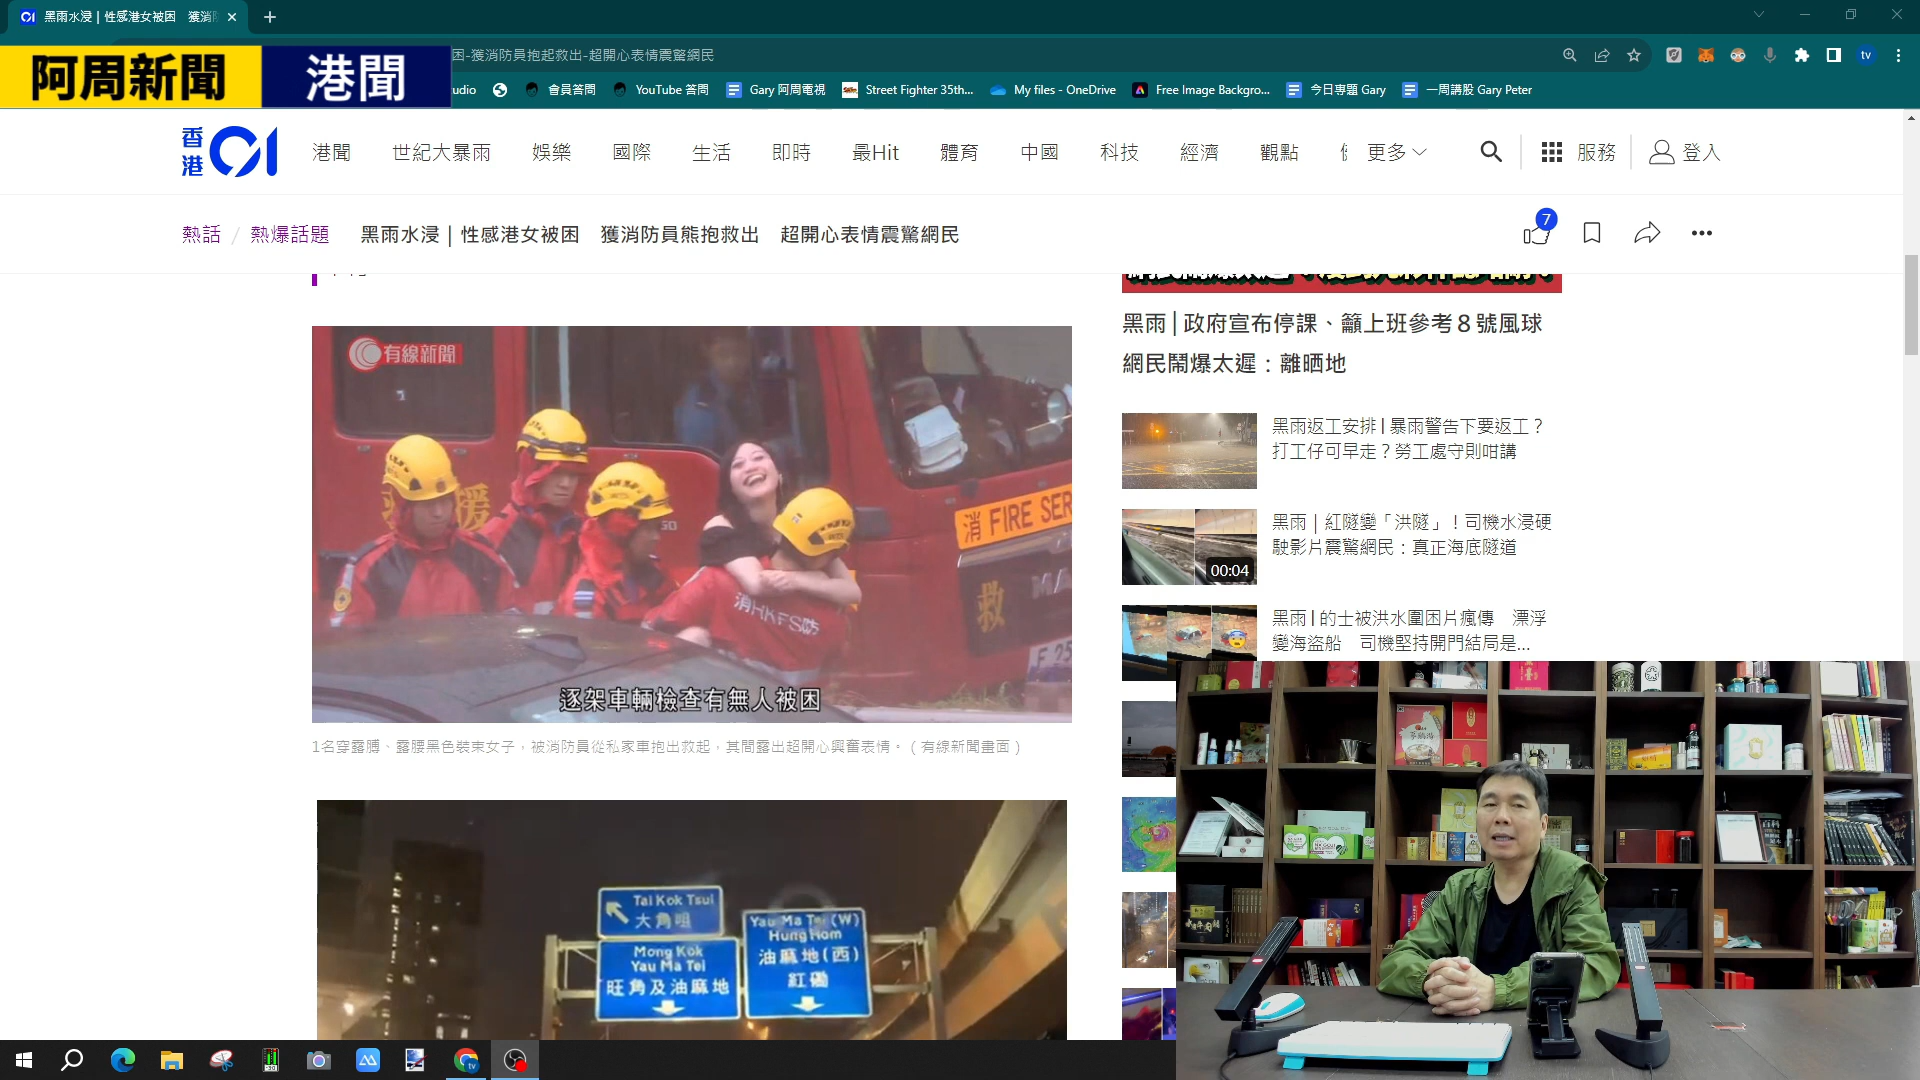 黑雨水浸｜性感港女被困　獲消
阿周新聞
港聞
困-獲消防員抱起救出-超開心表情震驚網民
tv
udio
會員答問
YouTube 答問
Gary 阿周電視
Street Fighter 35th...
My files - OneDrive
Free Image Backgro...
今日專題 Gary
一周講股 Gary Peter
香港01
港聞
世紀大暴雨
娛樂
國際
生活
即時
最Hit
體育
中國
科技
經濟
觀點
更多
服務
登入
熱話 / 熱爆話題
黑雨水浸｜性感港女被困　獲消防員熊抱救出　超開心表情震驚網民
7
有線新聞
援
消 FIRE SER
救
消HKFS防
逐架車輛檢查有無人被困
1名穿露膊、露腰黑色裝束女子，被消防員從私家車抱出救起，其間露出超開心興奮表情。（有線新聞畫面）
Tai Kok Tsui
大角咀
Mong Kok
Yau Ma Tei
旺角及油麻地
Yau Ma Tei (W)
Hung Hom
油麻地(西)
紅磡
黑雨│政府宣布停課、籲上班參考８號風球
網民鬧爆太遲：離晒地
黑雨返工安排 | 暴雨警告下要返工？
打工仔可早走？勞工處守則咁講
黑雨｜紅隧變「洪隧」！司機水浸硬
駛影片震驚網民：真正海底隧道
00:04
黑雨 | 的士被洪水圍困片瘋傳　漂浮
變海盜船　司機堅持開門結局是...